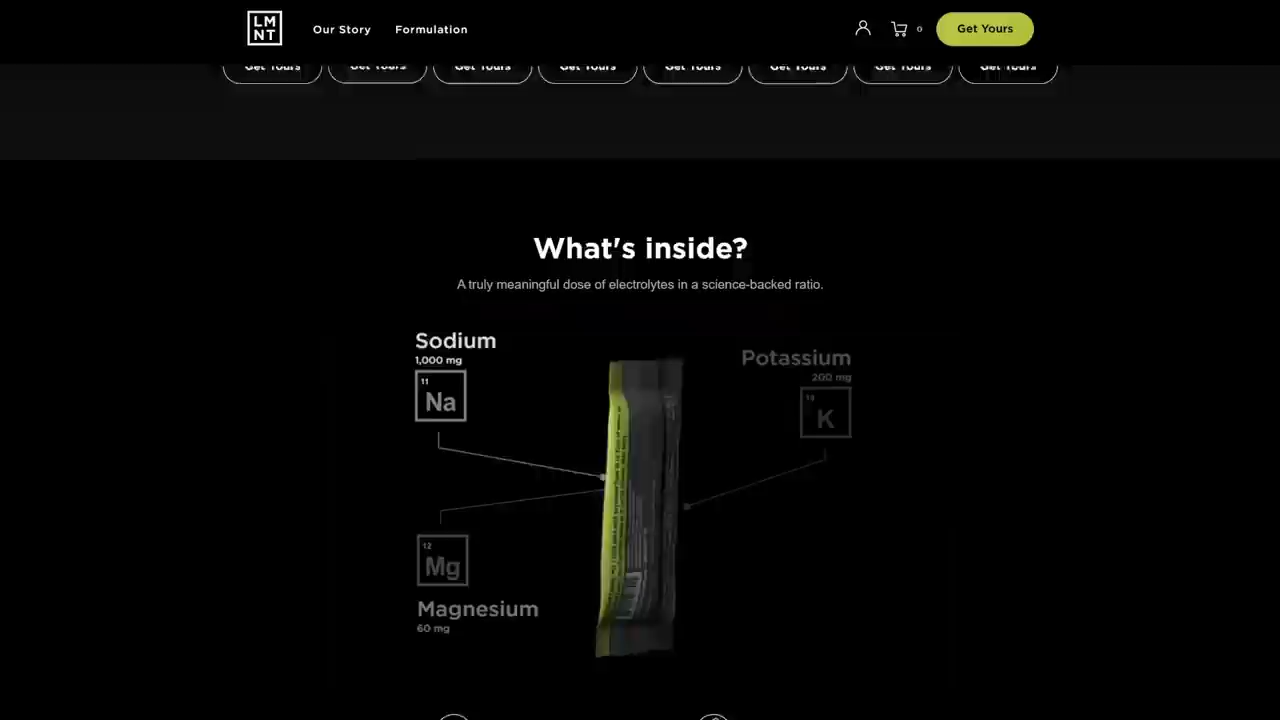 LM
NT
Our Story
Formulation
0
Get Yours
Get Yours
Get Yours
Get Yours
Get Yours
Get Yours
Get Yours
Get Yours
Get Yours
What's inside?
A truly meaningful dose of electrolytes in a science-backed ratio.
Sodium
1,000 mg
11
Na
Potassium
200 mg
19
K
12
Mg
Magnesium
60 mg